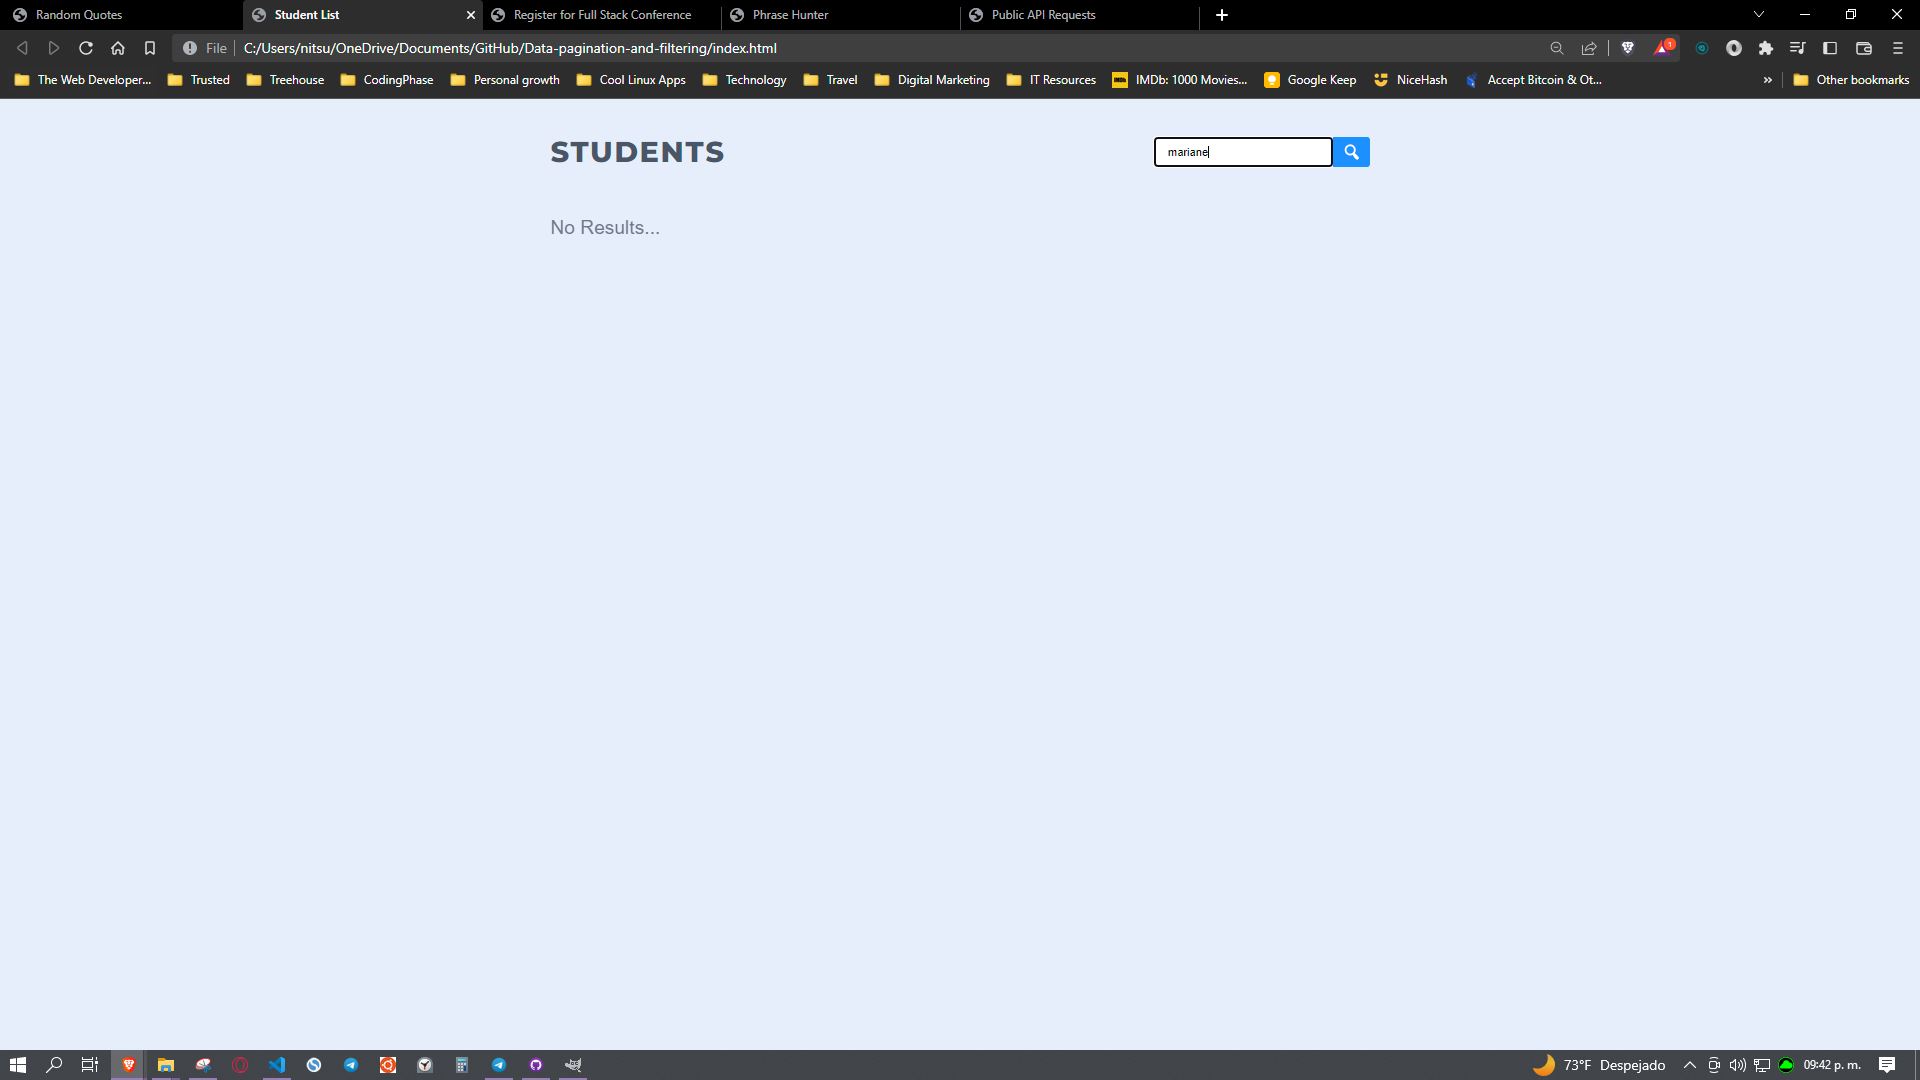 Random Quotes
Student List
Register for Full Stack Conference
Phrase Hunter
Public API Requests
File
C:/Users/nitsu/OneDrive/Documents/GitHub/Data-pagination-and-filtering/index.html
1
The Web Developer...
Trusted
Treehouse
CodingPhase
Personal growth
Cool Linux Apps
Technology
Travel
Digital Marketing
IT Resources
IMDb: 1000 Movies...
Google Keep
NiceHash
Accept Bitcoin & Ot...
»
Other bookmarks
STUDENTS
mariane
No Results...
73°F Despejado
09:42 p. m.